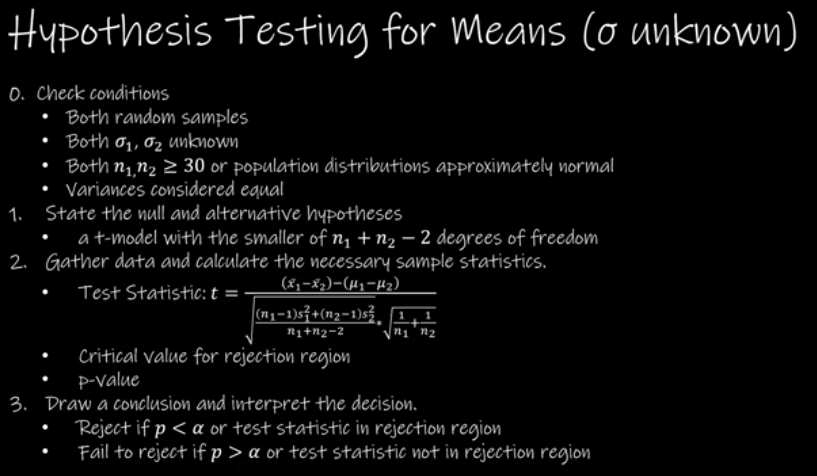 Hypothesis Testing for Means (σ unknown)
0. Check conditions
• Both random samples
• Both σ₁, σ₂ unknown
• Both n₁,n₂ ≥ 30 or population distributions approximately normal
• Variances considered equal
1. State the null and alternative hypotheses
• a t-model with the smaller of n₁ + n₂ − 2 degrees of freedom
2. Gather data and calculate the necessary sample statistics.
• Test Statistic: t = ((x̄₁−x̄₂)−(μ₁−μ₂)) / (√(((n₁−1)s₁²+(n₂−1)s₂²)/(n₁+n₂−2)) * √(1/n₁+1/n₂))
• Critical value for rejection region
• p-value
3. Draw a conclusion and interpret the decision.
• Reject if p < α or test statistic in rejection region
• Fail to reject if p > α or test statistic not in rejection region